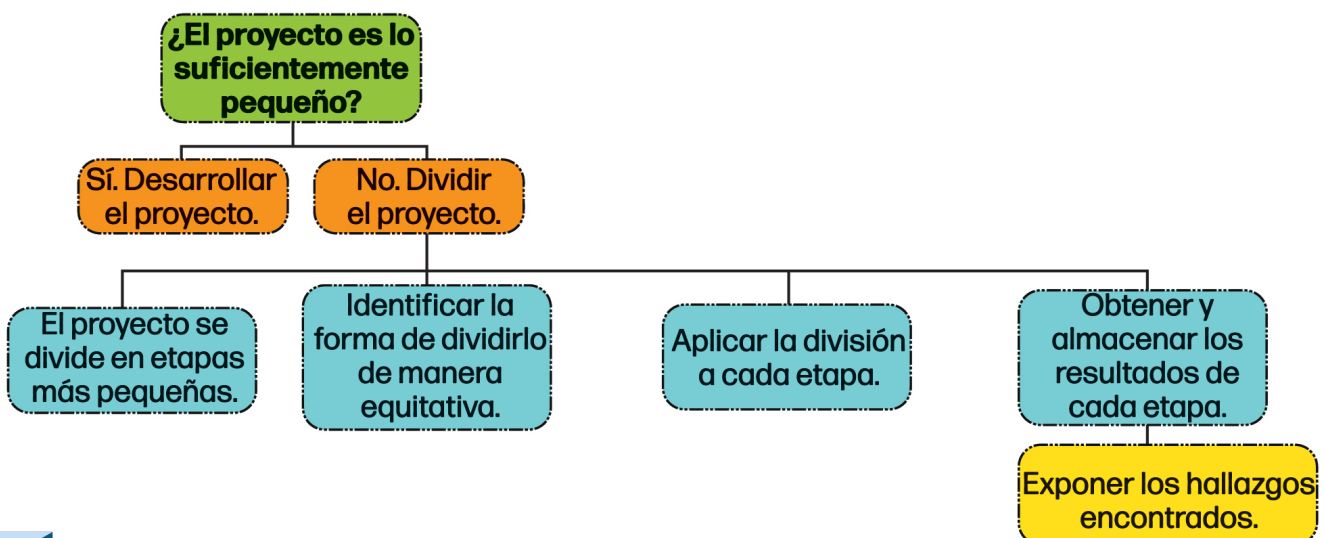 ¿El proyecto es lo
suficientemente
pequeño?
Sí. Desarrollar
el proyecto.
No. Dividir
el proyecto.
El proyecto se
divide en etapas
más pequeñas.
Identificar la
forma de dividirlo
de manera
equitativa.
Aplicar la división
a cada etapa.
Obtener y
almacenar los
resultados de
cada etapa.
Exponer los hallazgos
encontrados.